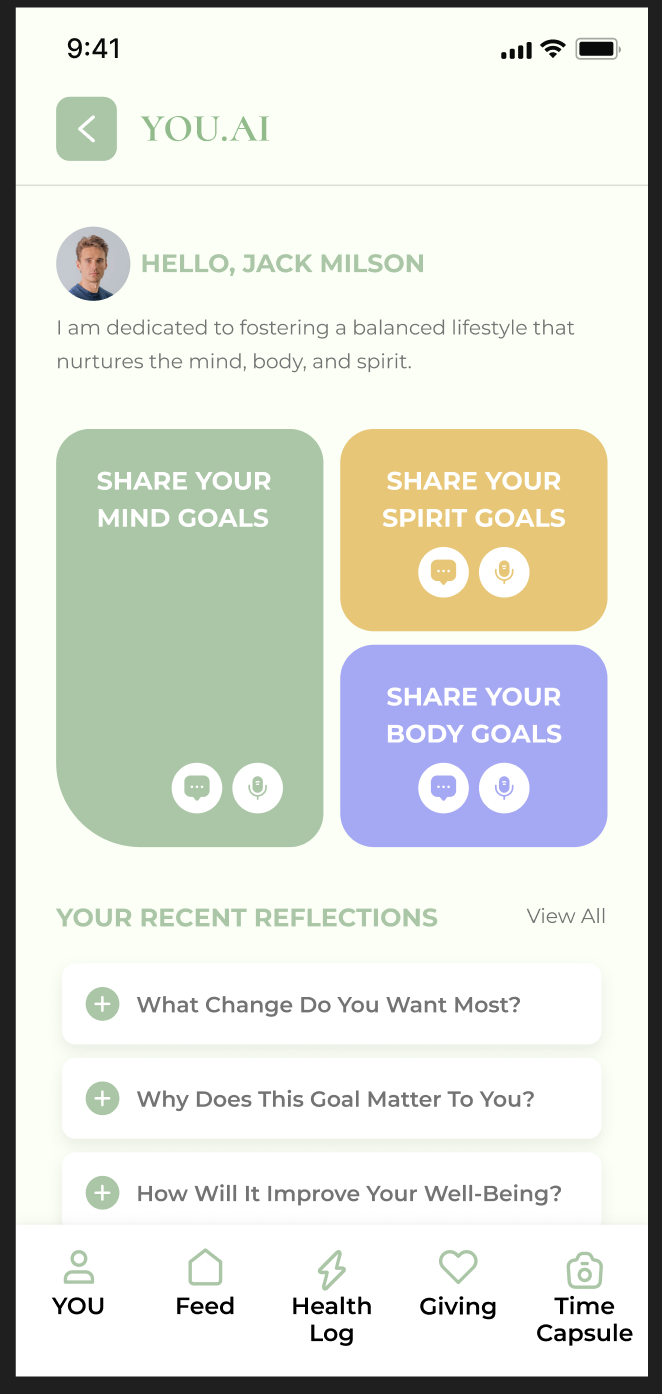 9:41
YOU.AI
HELLO, JACK MILSON
I am dedicated to fostering a balanced lifestyle that
nurtures the mind, body, and spirit.
SHARE YOUR
MIND GOALS
SHARE YOUR
SPIRIT GOALS
SHARE YOUR
BODY GOALS
YOUR RECENT REFLECTIONS
View All
What Change Do You Want Most?
Why Does This Goal Matter To You?
How Will It Improve Your Well-Being?
YOU
Feed
Health
Log
Giving
Time
Capsule